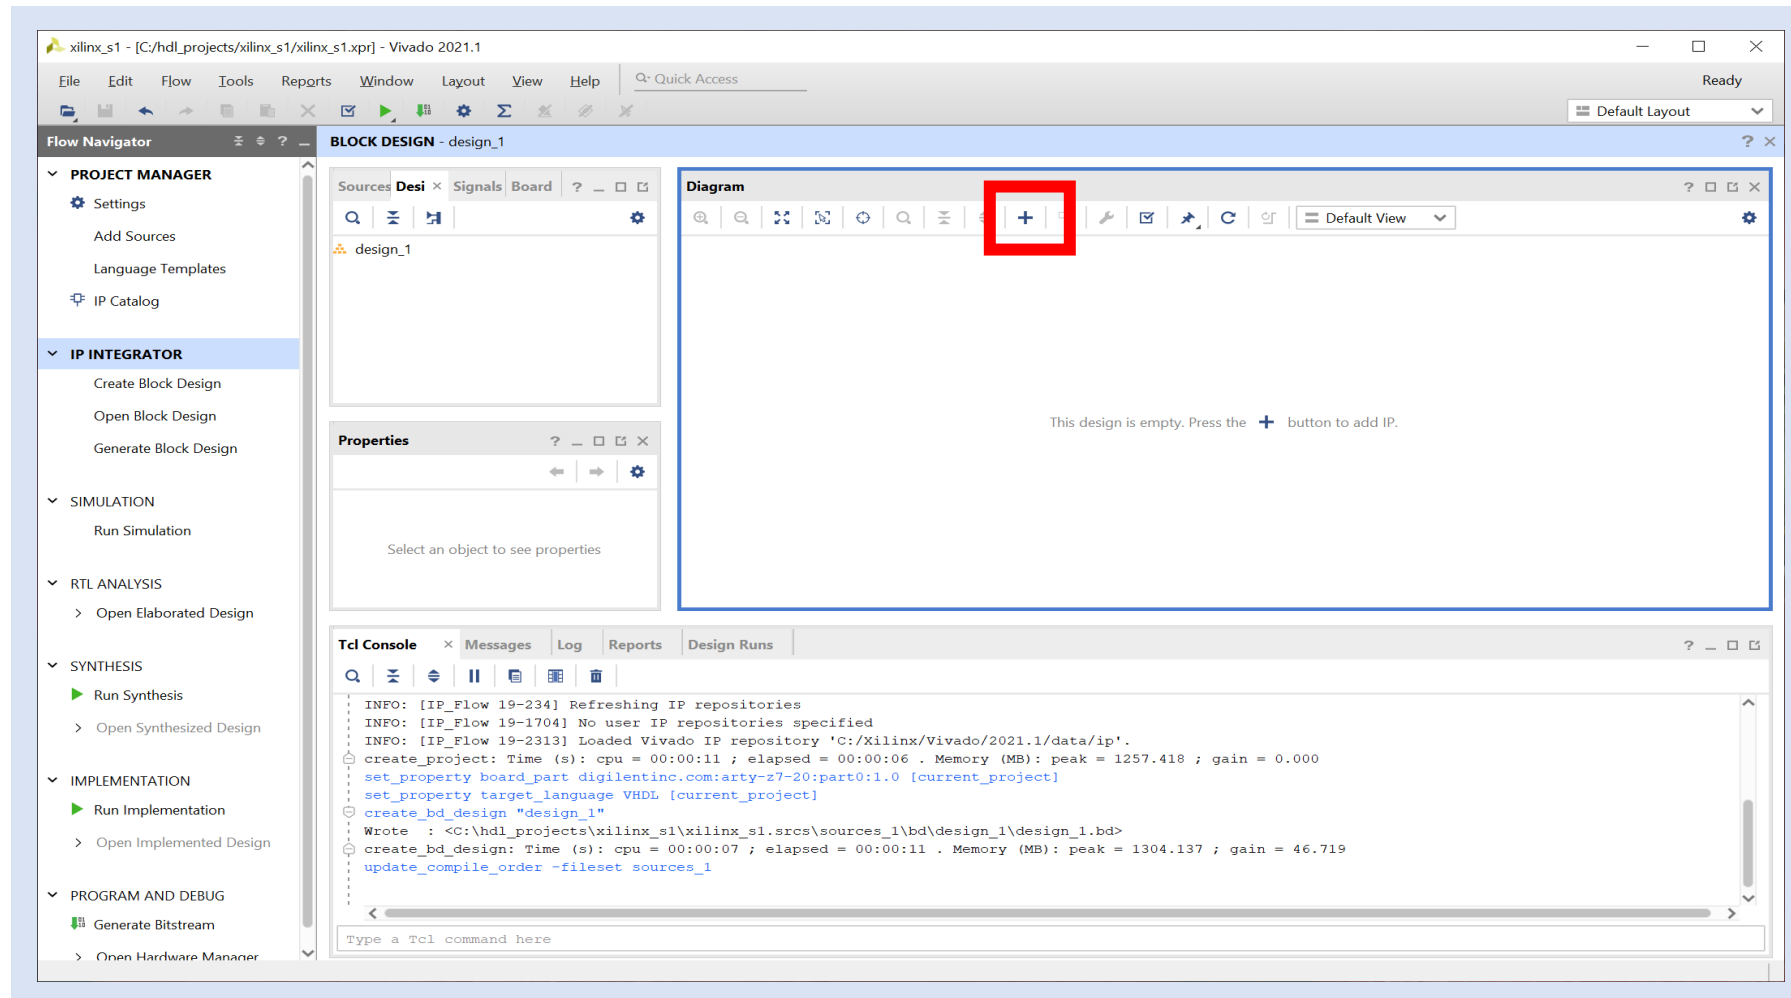 xilinx_s1 - [C:/hdl_projects/xilinx_s1/xilinx_s1.xpr] - Vivado 2021.1
File Edit Flow Tools Reports Window Layout View Help Quick Access Ready
Default Layout
Flow Navigator
PROJECT MANAGER
Settings
Add Sources
Language Templates
IP Catalog
IP INTEGRATOR
Create Block Design
Open Block Design
Generate Block Design
SIMULATION
Run Simulation
RTL ANALYSIS
Open Elaborated Design
SYNTHESIS
Run Synthesis
Open Synthesized Design
IMPLEMENTATION
Run Implementation
Open Implemented Design
PROGRAM AND DEBUG
Generate Bitstream
Open Hardware Manager
BLOCK DESIGN - design_1
Sources Desi Signals Board
design_1
Properties
Select an object to see properties
Diagram
Default View
This design is empty. Press the + button to add IP.
Tcl Console Messages Log Reports Design Runs
INFO: [IP_Flow 19-234] Refreshing IP repositories
INFO: [IP_Flow 19-1704] No user IP repositories specified
INFO: [IP_Flow 19-2313] Loaded Vivado IP repository 'C:/Xilinx/Vivado/2021.1/data/ip'.
create_project: Time (s): cpu = 00:00:11 ; elapsed = 00:00:06 . Memory (MB): peak = 1257.418 ; gain = 0.000
set_property board_part digilentinc.com:arty-z7-20:part0:1.0 [current_project]
set_property target_language VHDL [current_project]
create_bd_design "design_1"
Wrote : <C:\hdl_projects\xilinx_s1\xilinx_s1.srcs\sources_1\bd\design_1\design_1.bd>
create_bd_design: Time (s): cpu = 00:00:07 ; elapsed = 00:00:11 . Memory (MB): peak = 1304.137 ; gain = 46.719
update_compile_order -fileset sources_1
Type a Tcl command here